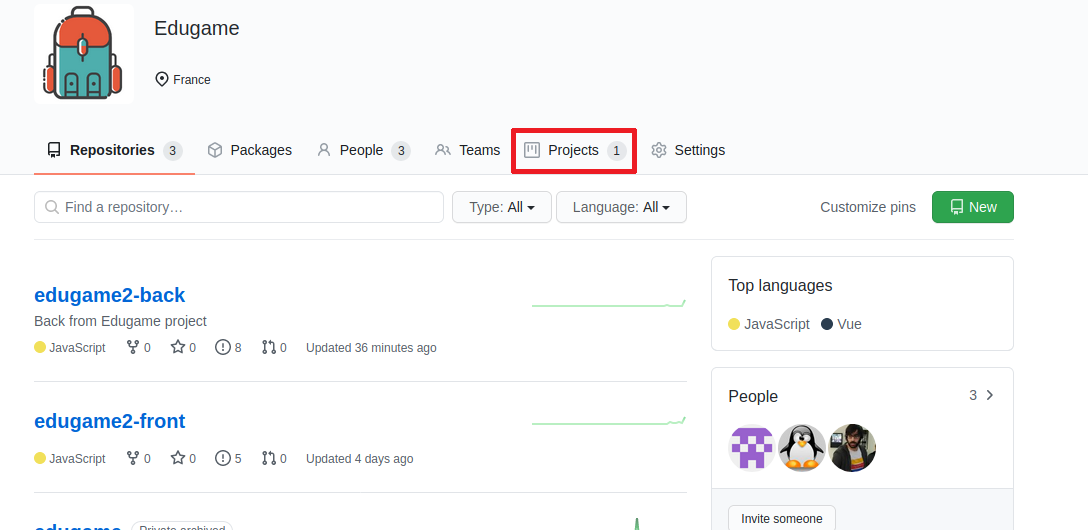 Edugame
France
Repositories 3 Packages People 3 Teams Projects 1 Settings
Find a repository… Type: All Language: All Customize pins New
edugame2-back
Back from Edugame project
JavaScript 0 0 8 0 Updated 36 minutes ago
edugame2-front
JavaScript 0 0 5 0 Updated 4 days ago
edugame Private archived
Top languages
JavaScript Vue
People 3
Invite someone